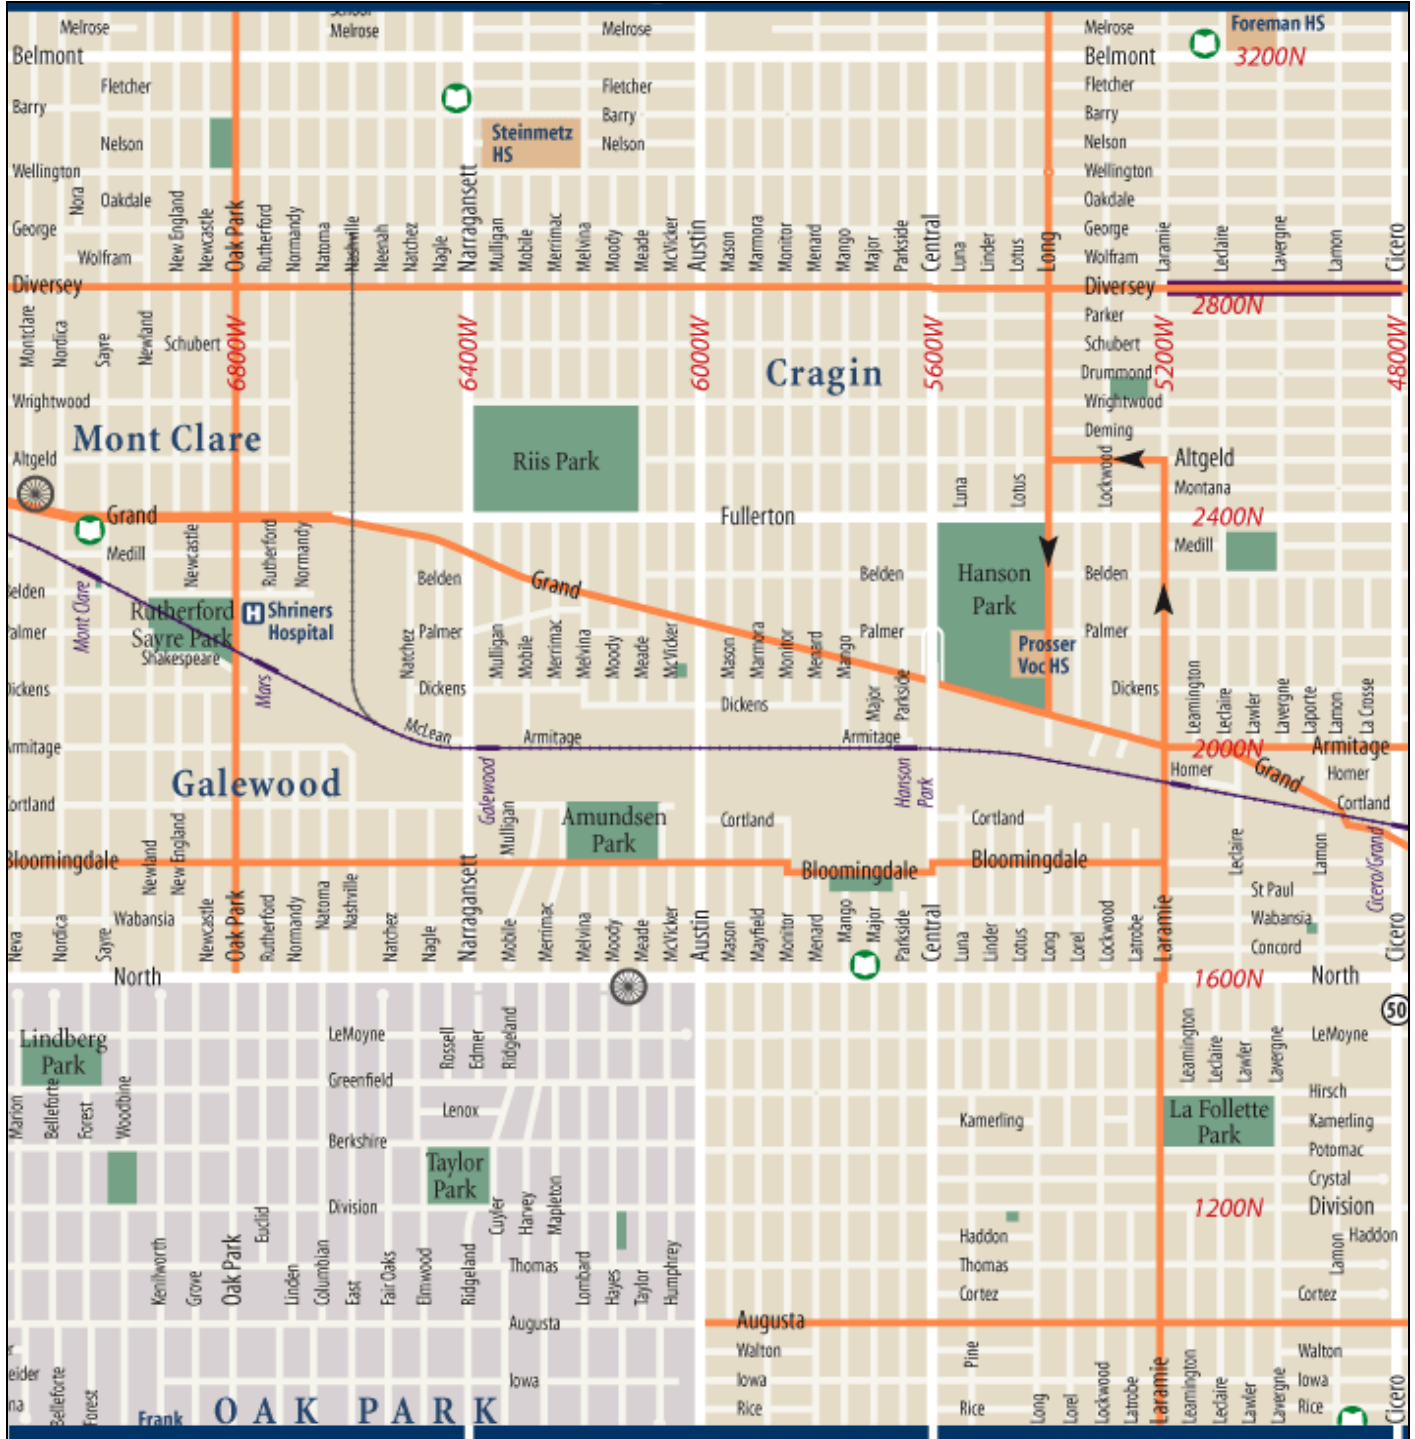 School
Melrose
Melrose
Melrose
Melrose
Foreman HS
Belmont
Belmont
3200N
Fletcher
Fletcher
Fletcher
Barry
Barry
Barry
Steinmetz
HS
Nelson
Nelson
Nelson
Wellington
Wellington
Nora
Oakdale
Oakdale
George
George
Wolfram
Wolfram
New England
Newcastle
Oak Park
Rutherford
Normandy
Natoma
Nashville
Neenah
Natchez
Nagle
Narragansett
Mulligan
Mobile
Merrimac
Melvina
Moody
Meade
McVicker
Austin
Mason
Marmora
Monitor
Menard
Mango
Major
Parkside
Central
Luna
Linder
Lotus
Long
Laramie
Leclaire
Lavergne
Lamon
Cicero
Diversey
Diversey
2800N
Montclare
Nordica
Sayre
Newland
Schubert
6800W
6400W
6000W
5600W
5200W
4800W
Parker
Schubert
Cragin
Drummond
Wrightwood
Wrightwood
Deming
Mont Clare
Altgeld
Riis Park
Altgeld
Luna
Lotus
Lockwood
Montana
Grand
Fullerton
2400N
Medill
Newcastle
Rutherford
Normandy
Medill
Mont Clare
Belden
Belden
Grand
Belden
Hanson
Park
Belden
Rutherford
Sayre Park
Shriners
Hospital
Palmer
Palmer
Palmer
Palmer
Shakespeare
Mars
Natchez
Mulligan
Mobile
Merrimac
Melvina
Moody
Meade
McVicker
Mason
Marmora
Monitor
Menard
Mango
Prosser
Voc HS
Dickens
Dickens
Dickens
Dickens
Major
Parkside
Leamington
Leclaire
Lawler
Lavergne
Laporte
Lamon
La Crosse
McLean
Armitage
Armitage
Armitage
2000N
Armitage
Galewood
Galewood
Hanson
Park
Homer
Grand
Homer
Cortland
Cortland
Mulligan
Amundsen
Park
Cortland
Cortland
Bloomingdale
Bloomingdale
Bloomingdale
Newland
New England
Leclaire
Lamon
Cicero/Grand
St Paul
Wabansia
Wabansia
Concord
Neva
Nordica
Sayre
Newcastle
Oak Park
Rutherford
Normandy
Natoma
Nashville
Natchez
Nagle
Narragansett
Mobile
Merrimac
Melvina
Moody
Meade
McVicker
Austin
Mason
Mayfield
Monitor
Menard
Mango
Major
Parkside
Central
Luna
Linder
Lotus
Long
Lorel
Lockwood
Latrobe
Laramie
Cicero
North
1600N
North
50
Lindberg
Park
LeMoyne
Rossell
Edmer
Ridgeland
Leamington
Leclaire
Lawler
Lavergne
LeMoyne
Greenfield
Hirsch
Marion
Belleforte
Forest
Woodbine
Lenox
Kamerling
La Follette
Park
Kamerling
Berkshire
Potomac
Taylor
Park
Crystal
Division
1200N
Division
Euclid
Cuyler
Harvey
Mapleton
Haddon
Lamon
Haddon
Kenilworth
Grove
Oak Park
Linden
Columbian
East
Fair Oaks
Elmwood
Ridgeland
Thomas
Lombard
Hayes
Taylor
Humphrey
Thomas
Cortez
Cortez
Augusta
Augusta
Walton
Pine
Walton
Belleforte
Forest
Iowa
Iowa
Iowa
Frank
OAK PARK
Rice
Rice
Long
Lorel
Lockwood
Latrobe
Laramie
Leamington
Leclaire
Lawler
Lavergne
Rice
Cicero
H